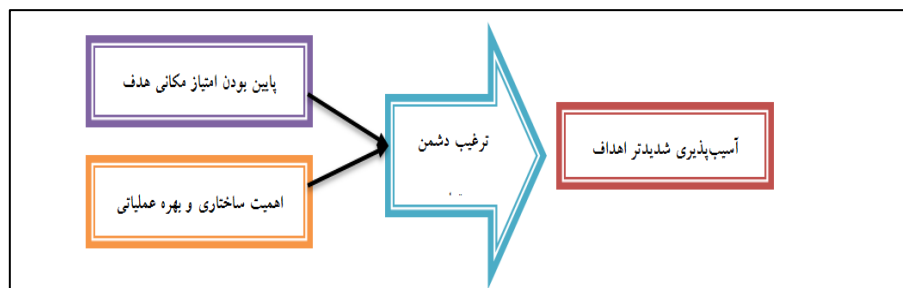 پایین بودن امتیاز مکانی هدف
اهمیت ساختاری و بهره عملیاتی
ترغیب دشمن
آسیب‌پذیری شدیدتر اهداف